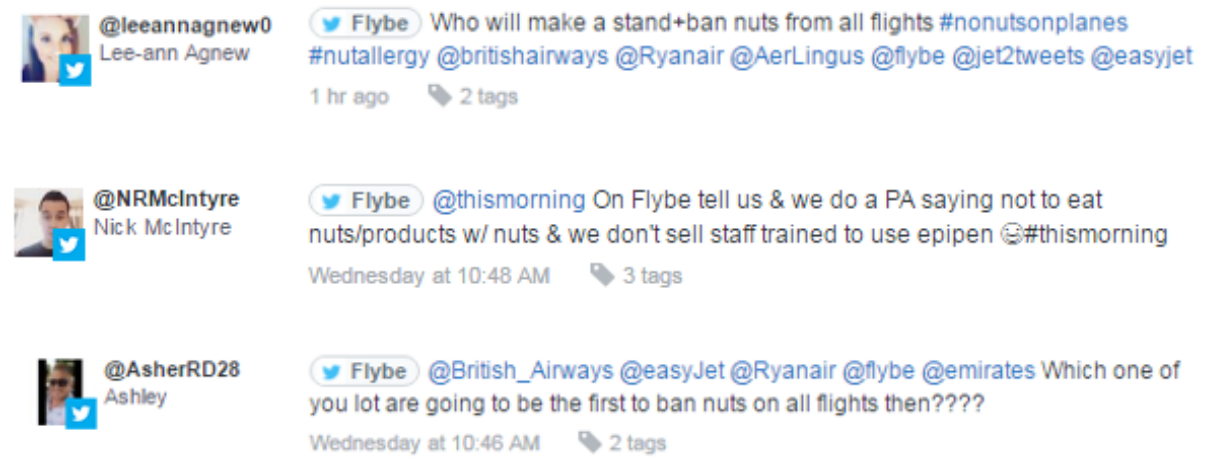 @leeannagnew0
Lee-ann Agnew
Flybe Who will make a stand+ban nuts from all flights #nonutsonplanes
#nutallergy @britishairways @Ryanair @AerLingus @flybe @jet2tweets @easyjet
1 hr ago 2 tags
@NRMcIntyre
Nick McIntyre
Flybe @thismorning On Flybe tell us & we do a PA saying not to eat
nuts/products w/ nuts & we don't sell staff trained to use epipen 😀#thismorning
Wednesday at 10:48 AM 3 tags
@AsherRD28
Ashley
Flybe @British_Airways @easyJet @Ryanair @flybe @emirates Which one of
you lot are going to be the first to ban nuts on all flights then????
Wednesday at 10:46 AM 2 tags